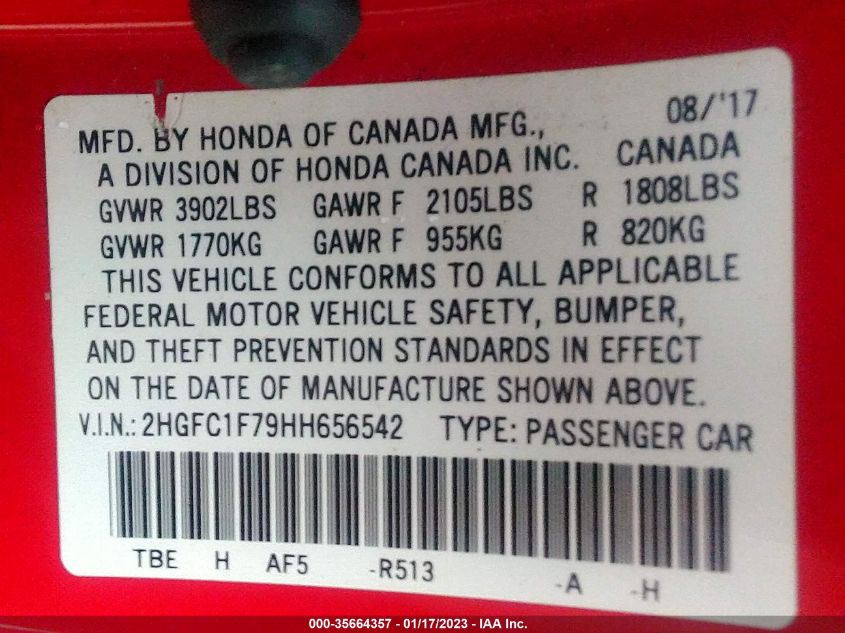 08/'17
MFD. BY HONDA OF CANADA MFG.,
A DIVISION OF HONDA CANADA INC. CANADA
GVWR 3902LBS GAWR F 2105LBS R 1808LBS
GVWR 1770KG GAWR F 955KG R 820KG
THIS VEHICLE CONFORMS TO ALL APPLICABLE
FEDERAL MOTOR VEHICLE SAFETY, BUMPER,
AND THEFT PREVENTION STANDARDS IN EFFECT
ON THE DATE OF MANUFACTURE SHOWN ABOVE.
V.I.N.: 2HGFC1F79HH656542 TYPE: PASSENGER CAR
TBE H AF5 -R513 -A -H
000-35664357 - 01/17/2023 - IAA Inc.